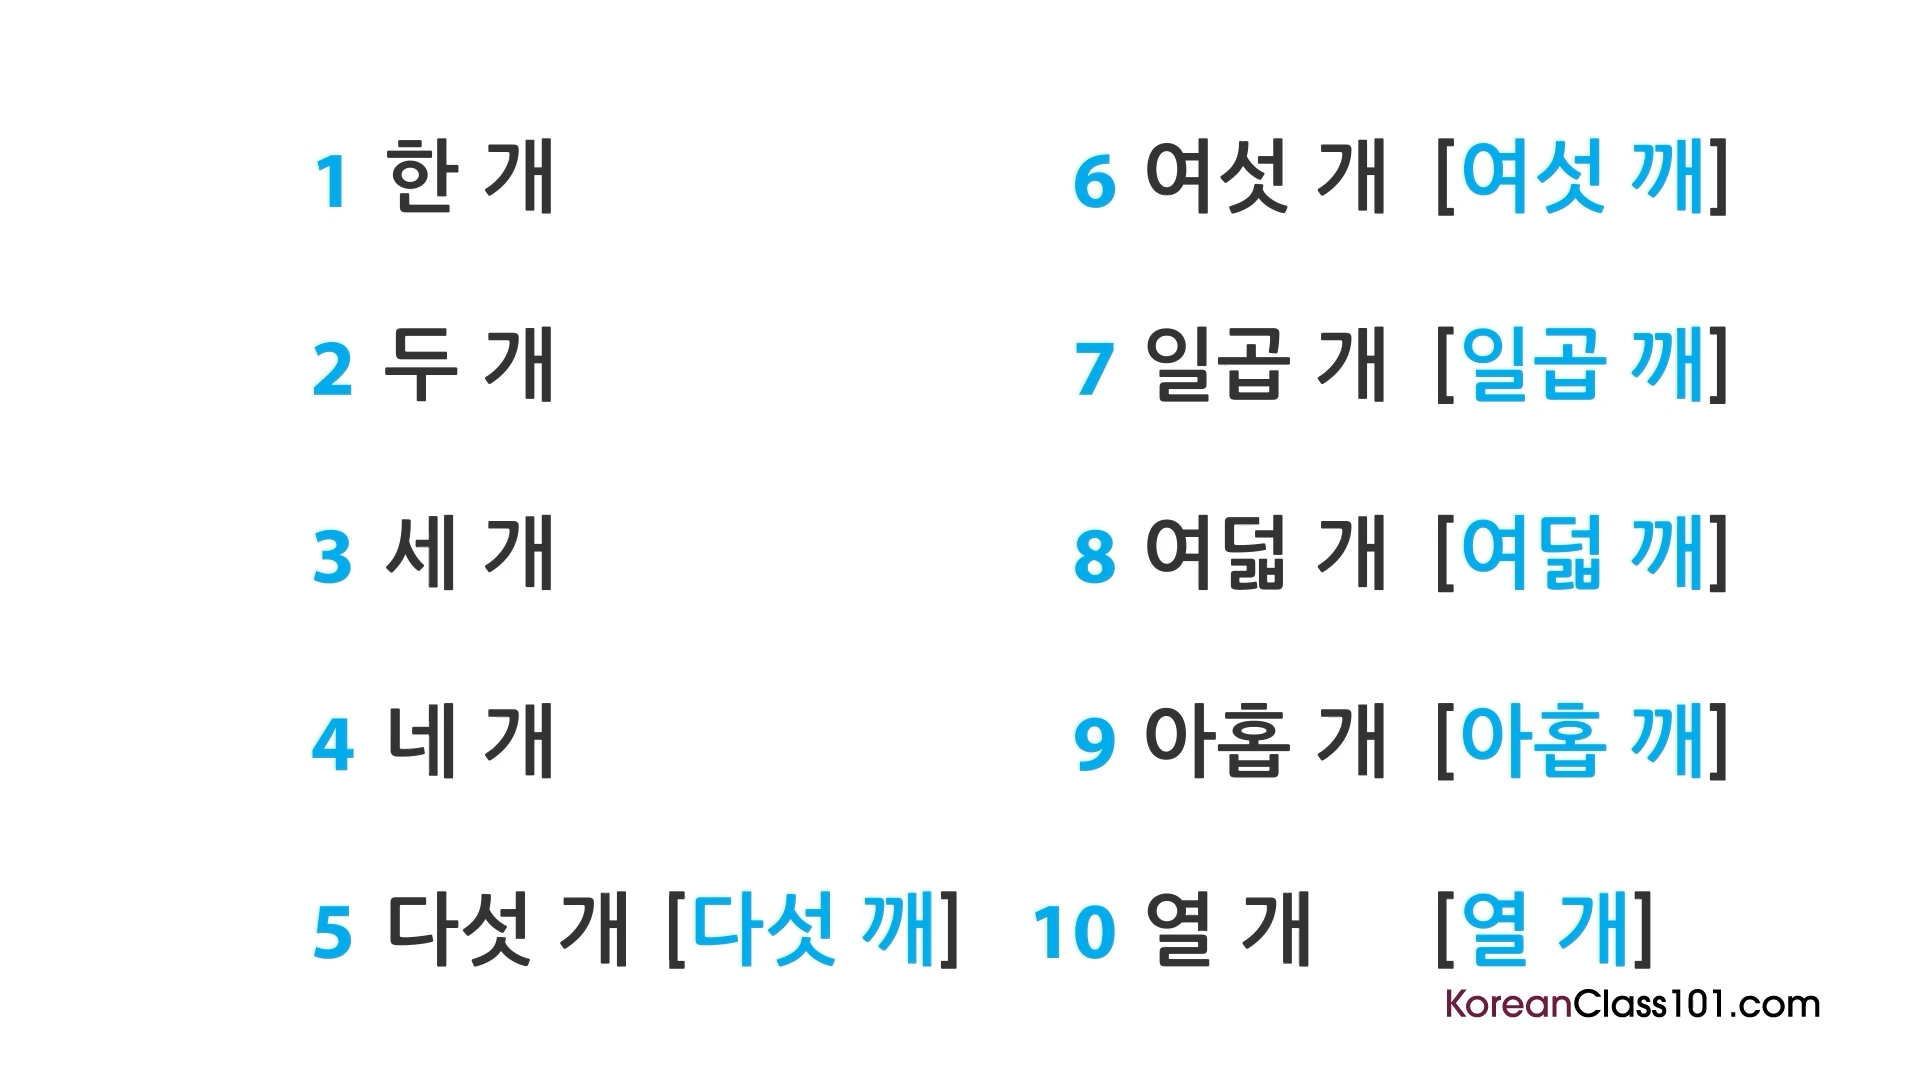 1 한 개
2 두 개
3 세 개
4 네 개
5 다섯 개 [다섯 깨]
6 여섯 개 [여섯 깨]
7 일곱 개 [일곱 깨]
8 여덟 개 [여덟 깨]
9 아홉 개 [아홉 깨]
10 열 개 [열 개]
KoreanClass101.com